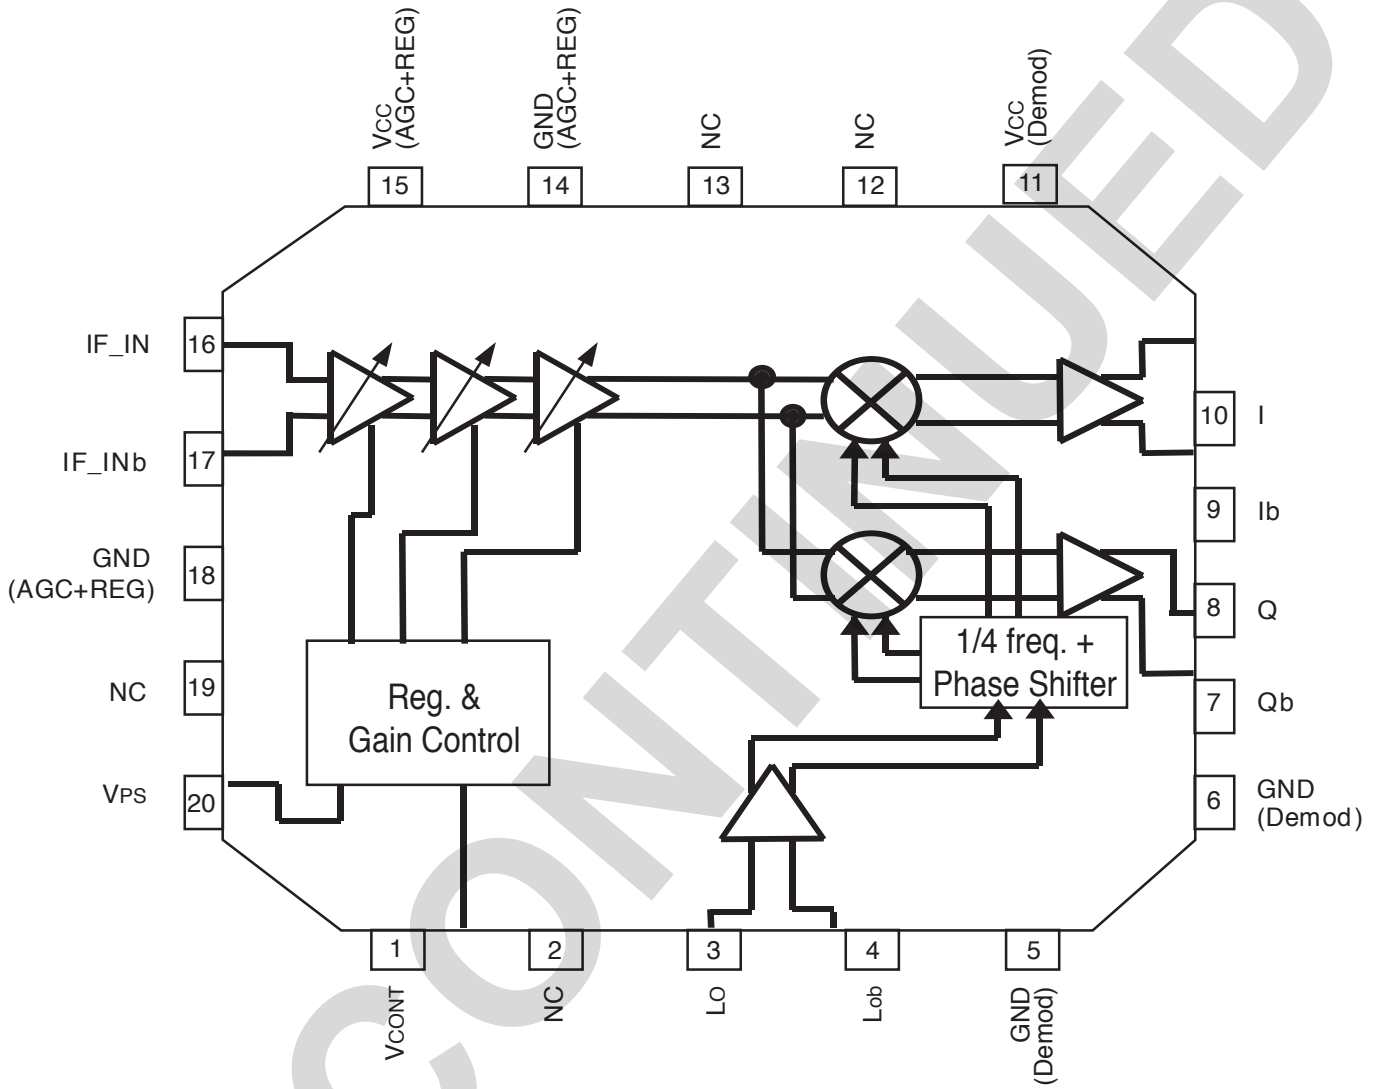 VCC
(AGC+REG)
GND
(AGC+REG)
NC
NC
VCC
(Demod)
15
14
13
12
11
IF_IN
16
IF_INb
17
GND
(AGC+REG)
18
NC
19
VPS
20
10
I
9
Ib
8
Q
7
Qb
6
GND
(Demod)
1/4 freq. +
Phase Shifter
Reg. &
Gain Control
1
2
3
4
5
VCONT
NC
LO
Lob
GND
(Demod)
CONTINUED